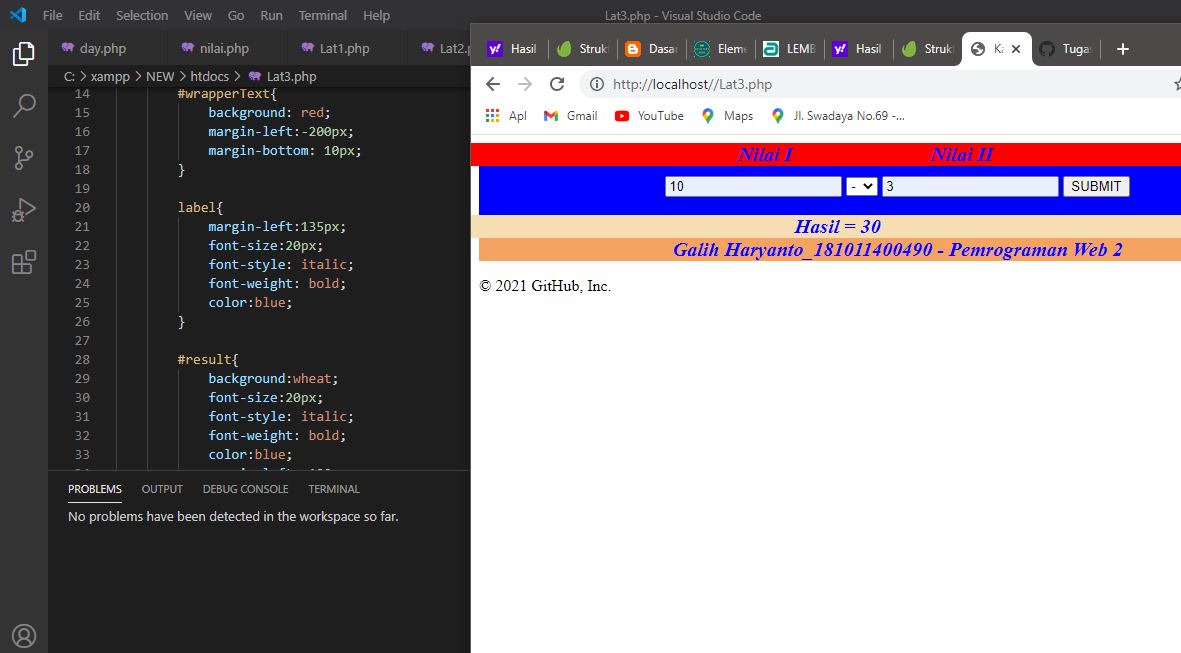 File Edit Selection View Go Run Terminal Help
Lat3.php - Visual Studio Code
day.php nilai.php Lat1.php Lat2.p
C: > xampp > NEW > htdocs > Lat3.php
14 #wrapperText{
15 background: red;
16 margin-left:-200px;
17 margin-bottom: 10px;
18 }
19
20 label{
21 margin-left:135px;
22 font-size:20px;
23 font-style: italic;
24 font-weight: bold;
25 color:blue;
26 }
27
28 #result{
29 background:wheat;
30 font-size:20px;
31 font-style: italic;
32 font-weight: bold;
33 color:blue;
PROBLEMS OUTPUT DEBUG CONSOLE TERMINAL
No problems have been detected in the workspace so far.
Hasil Strukt Dasar Eleme LEMB Hasil Strukt Ka Tugas
http://localhost//Lat3.php
Apl Gmail YouTube Maps Jl. Swadaya No.69 -...
Nilai I Nilai II
10 - 3 SUBMIT
Hasil = 30
Galih Haryanto_181011400490 - Pemrograman Web 2
© 2021 GitHub, Inc.